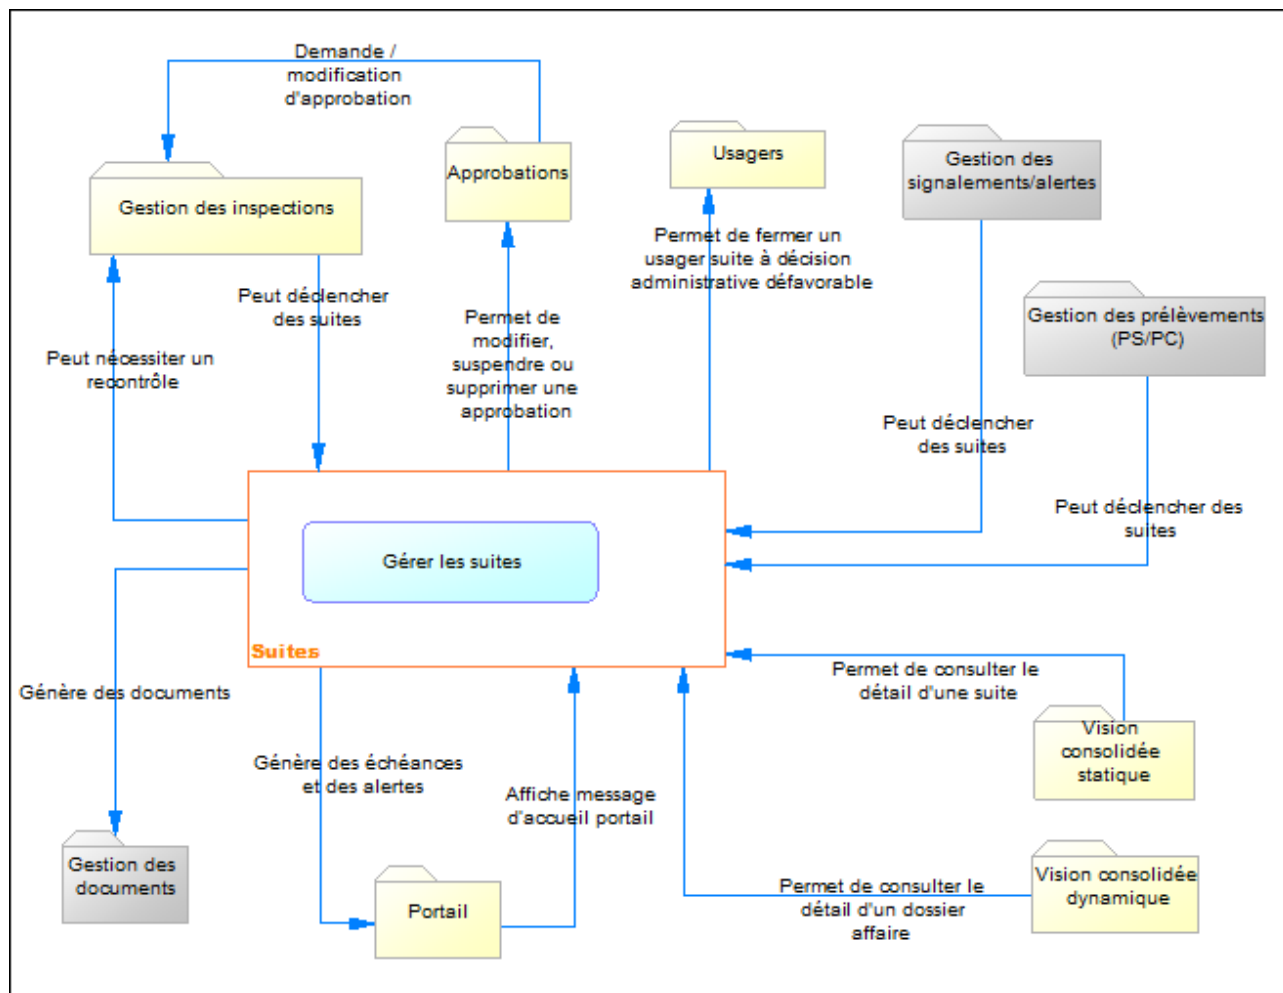 Demande /
modification
d'approbation
Approbations
Usagers
Gestion des
signalements/alertes
Gestion des inspections
Permet de fermer un
usager suite à décision
administrative défavorable
Peut déclencher
des suites
Gestion des prélèvements
(PS/PC)
Permet de
modifier,
suspendre ou
supprimer une
approbation
Peut nécessiter un
recontrôle
Peut déclencher
des suites
Peut déclencher des
suites
Gérer les suites
Suites
Permet de consulter le
détail d'une suite
Génère des documents
Vision
consolidée
statique
Génère des échéances
et des alertes
Affiche message
d'accueil portail
Gestion des
documents
Portail
Permet de consulter le
détail d'un dossier
affaire
Vision consolidée
dynamique